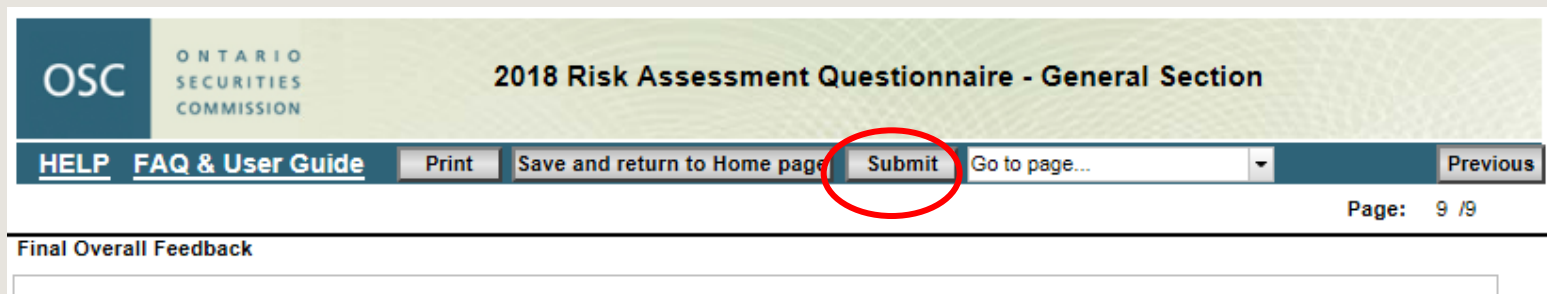 OSC
ONTARIO
SECURITIES
COMMISSION
2018 Risk Assessment Questionnaire - General Section
HELP FAQ & User Guide Print Save and return to Home page Submit Go to page... Previous
Page: 9 /9
Final Overall Feedback